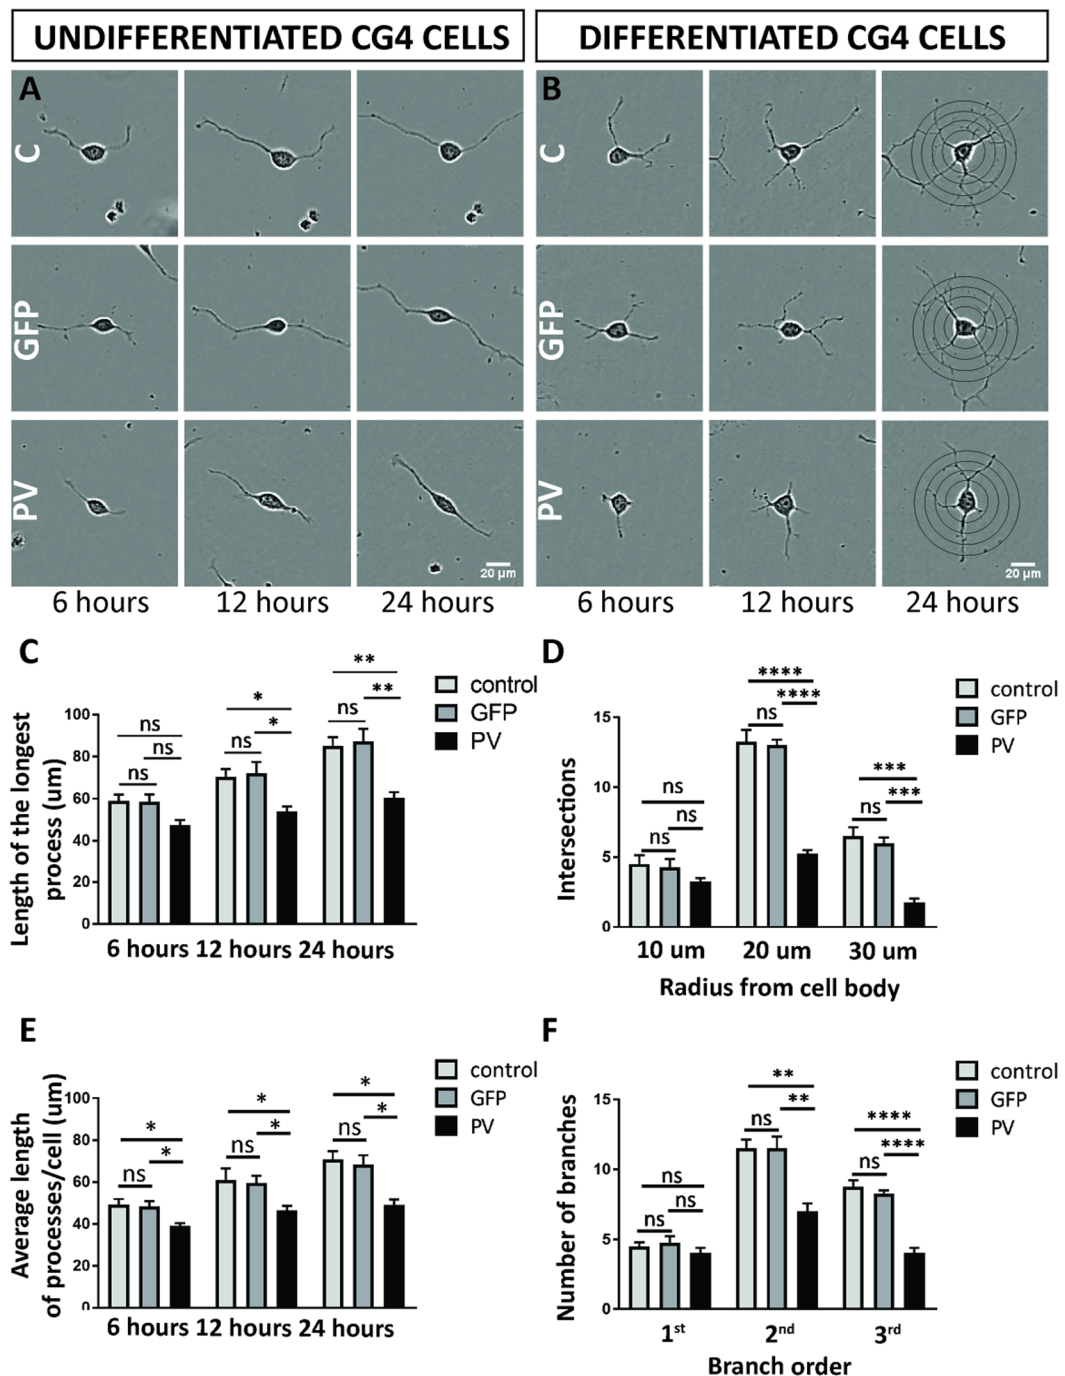 UNDIFFERENTIATED CG4 CELLS
DIFFERENTIATED CG4 CELLS
A
B
C
C
GFP
GFP
PV
PV
20 µm
20 µm
6 hours 12 hours 24 hours
6 hours 12 hours 24 hours
C
Length of the longest
process (um)
100
80
60
40
20
0
ns
ns
ns
ns
*
*
ns
**
**
control
GFP
PV
6 hours 12 hours 24 hours
D
Intersections
15
10
5
0
ns
ns
ns
ns
****
****
ns
***
***
control
GFP
PV
10 um 20 um 30 um
Radius from cell body
E
Average length
of processes/cell (um)
100
80
60
40
20
0
ns
*
*
ns
*
*
ns
*
*
control
GFP
PV
6 hours 12 hours 24 hours
F
Number of branches
15
10
5
0
ns
ns
ns
ns
**
**
ns
****
****
control
GFP
PV
1st 2nd 3rd
Branch order